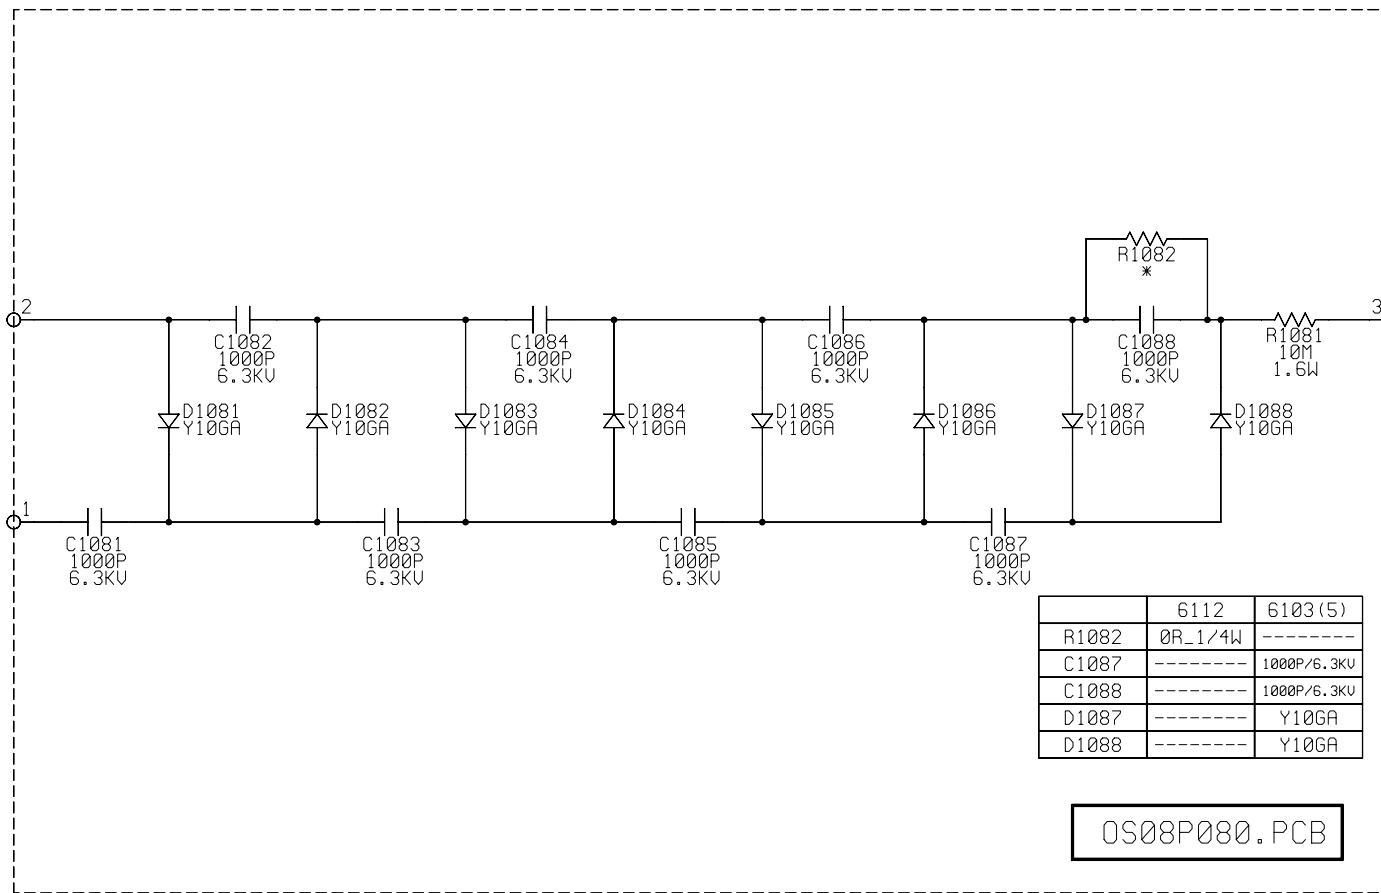 R1082
*
2
3
C1082
1000P
6.3KV
C1084
1000P
6.3KV
C1086
1000P
6.3KV
C1088
1000P
6.3KV
R1081
10M
1.6W
D1081
Y10GA
D1082
Y10GA
D1083
Y10GA
D1084
Y10GA
D1085
Y10GA
D1086
Y10GA
D1087
Y10GA
D1088
Y10GA
1
C1081
1000P
6.3KV
C1083
1000P
6.3KV
C1085
1000P
6.3KV
C1087
1000P
6.3KV
6112 6103(5)
R1082 0R_1/4W --------
C1087 -------- 1000P/6.3KV
C1088 -------- 1000P/6.3KV
D1087 -------- Y10GA
D1088 -------- Y10GA
OS08P080.PCB